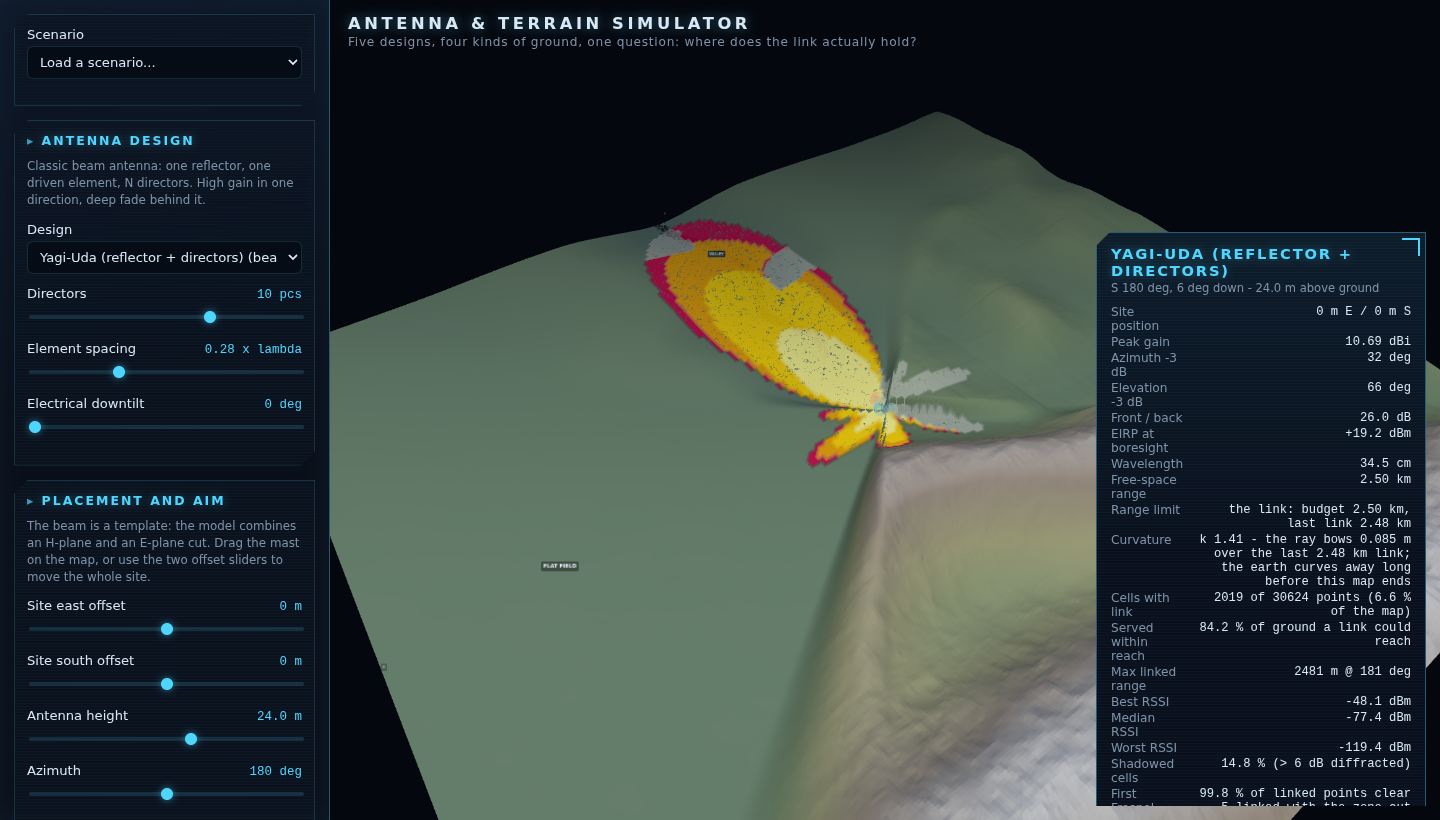 Scenario
Load a scenario...
▸ ANTENNA DESIGN
Classic beam antenna: one reflector, one
driven element, N directors. High gain in one
direction, deep fade behind it.
Design
Yagi-Uda (reflector + directors) (bea
Directors 10 pcs
Element spacing 0.28 x lambda
Electrical downtilt 0 deg
▸ PLACEMENT AND AIM
The beam is a template: the model combines
an H-plane and an E-plane cut. Drag the mast
on the map, or use the two offset sliders to
move the whole site.
Site east offset 0 m
Site south offset 0 m
Antenna height 24.0 m
Azimuth 180 deg
ANTENNA & TERRAIN SIMULATOR
Five designs, four kinds of ground, one question: where does the link actually hold?
FLAT FIELD
YAGI-UDA (REFLECTOR +
DIRECTORS)
S 180 deg, 6 deg down - 24.0 m above ground
Site 0 m E / 0 m S
position
Peak gain 10.69 dBi
Azimuth -3 32 deg
dB
Elevation 66 deg
-3 dB
Front / back 26.0 dB
EIRP at +19.2 dBm
boresight
Wavelength 34.5 cm
Free-space 2.50 km
range
Range limit the link: budget 2.50 km,
last link 2.48 km
Curvature k 1.41 - the ray bows 0.085 m
over the last 2.48 km link;
the earth curves away long
before this map ends
Cells with 2019 of 30624 points (6.6 %
link of the map)
Served 84.2 % of ground a link could
within reach
reach
Max linked 2481 m @ 181 deg
range
Best RSSI -48.1 dBm
Median -77.4 dBm
RSSI
Worst RSSI -119.4 dBm
Shadowed 14.8 % (> 6 dB diffracted)
cells
First 99.8 % of linked points clear